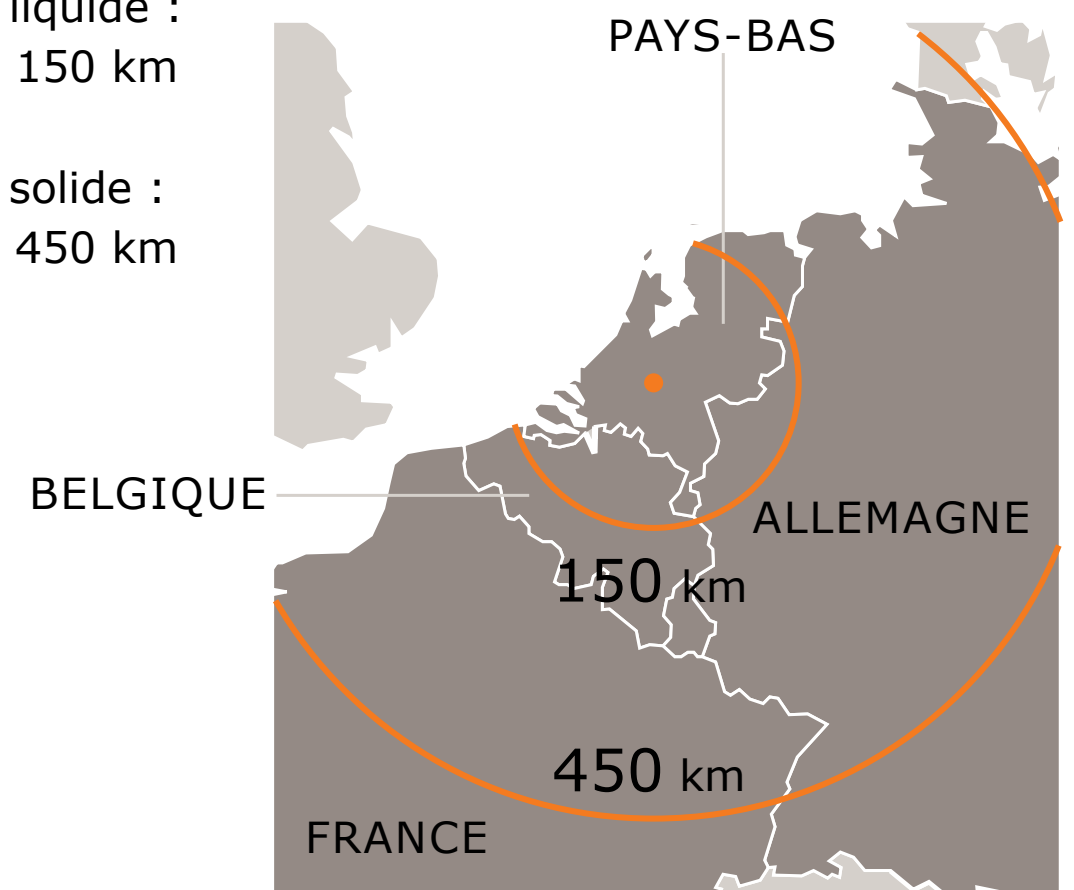 liquide :
150 km
solide :
450 km
PAYS-BAS
BELGIQUE
ALLEMAGNE
150 km
450 km
FRANCE